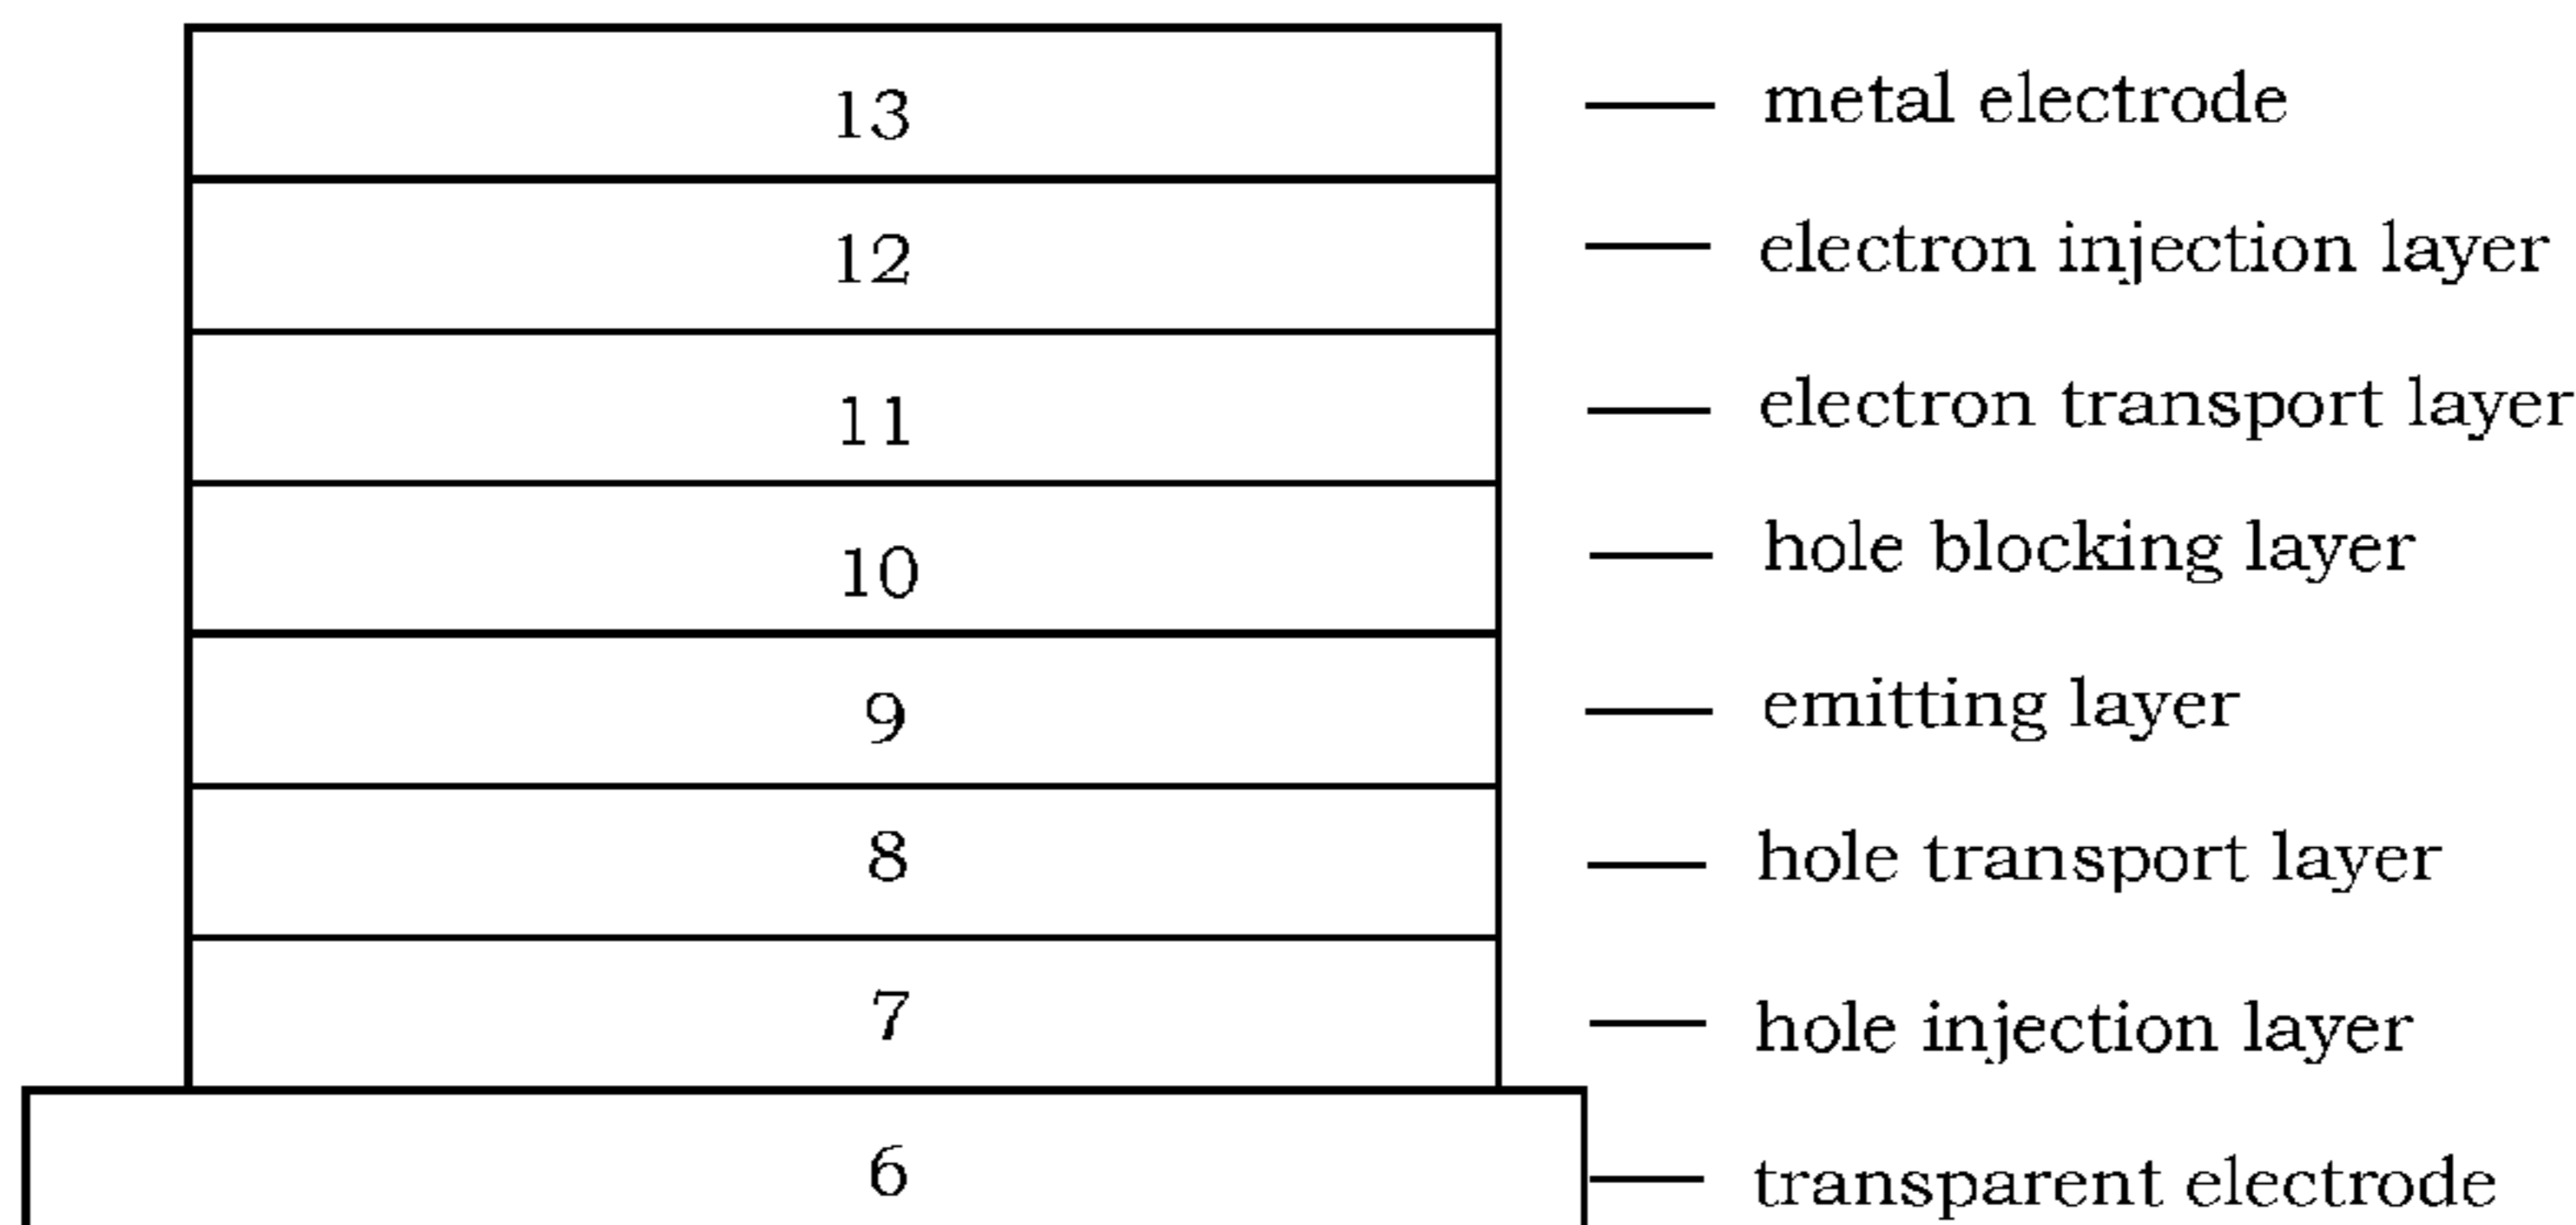 13 metal electrode
12 electron injection layer
11 electron transport layer
10 hole blocking layer
9 emitting layer
8 hole transport layer
7 hole injection layer
6 transparent electrode